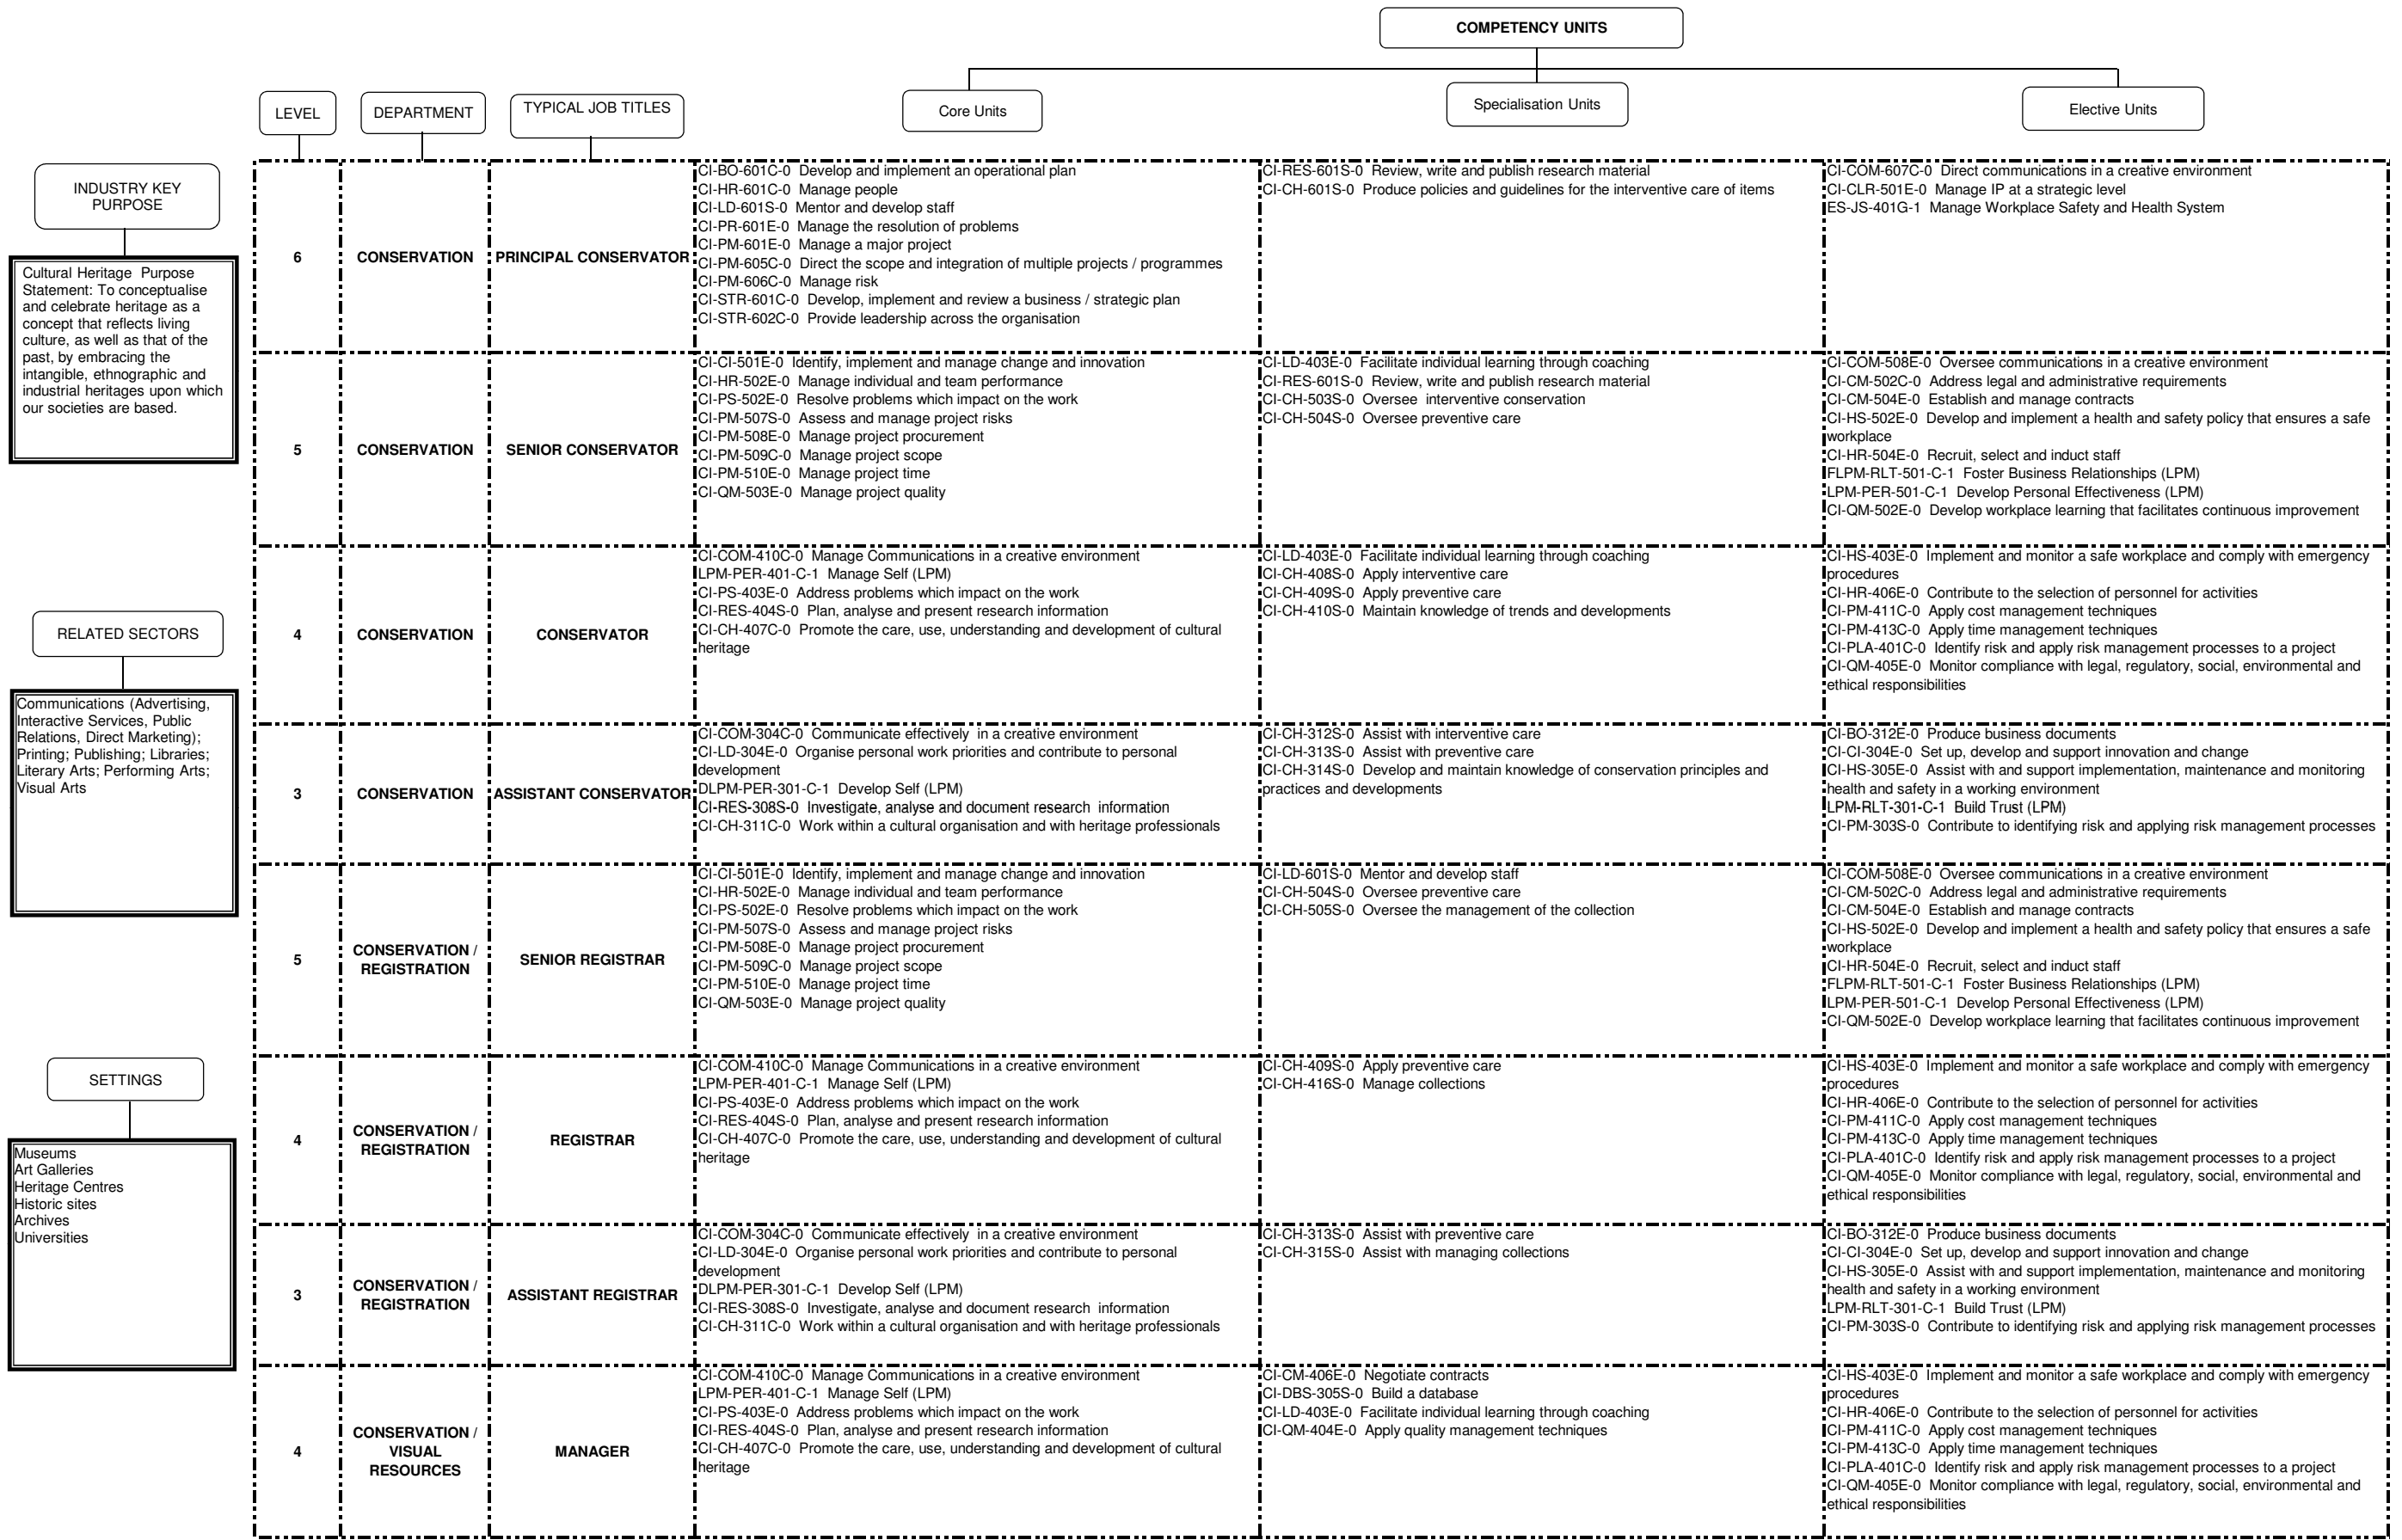 COMPETENCY UNITS
LEVEL
DEPARTMENT
TYPICAL JOB TITLES
Core Units
Specialisation Units
Elective Units
INDUSTRY KEY
PURPOSE
Cultural Heritage  Purpose
Statement: To conceptualise
and celebrate heritage as a
concept that reflects living
culture, as well as that of the
past, by embracing the
intangible, ethnographic and
industrial heritages upon which
our societies are based.
RELATED SECTORS
Communications (Advertising,
Interactive Services, Public
Relations, Direct Marketing);
Printing; Publishing; Libraries;
Literary Arts; Performing Arts;
Visual Arts
SETTINGS
Museums
Art Galleries
Heritage Centres
Historic sites
Archives
Universities
6
CONSERVATION
PRINCIPAL CONSERVATOR
CI-BO-601C-0  Develop and implement an operational plan
CI-HR-601C-0  Manage people
CI-LD-601S-0  Mentor and develop staff
CI-PR-601E-0  Manage the resolution of problems
CI-PM-601E-0  Manage a major project
CI-PM-605C-0  Direct the scope and integration of multiple projects / programmes
CI-PM-606C-0  Manage risk
CI-STR-601C-0  Develop, implement and review a business / strategic plan
CI-STR-602C-0  Provide leadership across the organisation
CI-RES-601S-0  Review, write and publish research material
CI-CH-601S-0  Produce policies and guidelines for the interventive care of items
CI-COM-607C-0  Direct communications in a creative environment
CI-CLR-501E-0  Manage IP at a strategic level
ES-JS-401G-1  Manage Workplace Safety and Health System
5
CONSERVATION
SENIOR CONSERVATOR
CI-CI-501E-0  Identify, implement and manage change and innovation
CI-HR-502E-0  Manage individual and team performance
CI-PS-502E-0  Resolve problems which impact on the work
CI-PM-507S-0  Assess and manage project risks
CI-PM-508E-0  Manage project procurement
CI-PM-509C-0  Manage project scope
CI-PM-510E-0  Manage project time
CI-QM-503E-0  Manage project quality
CI-LD-403E-0  Facilitate individual learning through coaching
CI-RES-601S-0  Review, write and publish research material
CI-CH-503S-0  Oversee  interventive conservation
CI-CH-504S-0  Oversee preventive care
CI-COM-508E-0  Oversee communications in a creative environment
CI-CM-502C-0  Address legal and administrative requirements
CI-CM-504E-0  Establish and manage contracts
CI-HS-502E-0  Develop and implement a health and safety policy that ensures a safe
workplace
CI-HR-504E-0  Recruit, select and induct staff
FLPM-RLT-501-C-1  Foster Business Relationships (LPM)
LPM-PER-501-C-1  Develop Personal Effectiveness (LPM)
CI-QM-502E-0  Develop workplace learning that facilitates continuous improvement
4
CONSERVATION
CONSERVATOR
CI-COM-410C-0  Manage Communications in a creative environment
LPM-PER-401-C-1  Manage Self (LPM)
CI-PS-403E-0  Address problems which impact on the work
CI-RES-404S-0  Plan, analyse and present research information
CI-CH-407C-0  Promote the care, use, understanding and development of cultural
heritage
CI-LD-403E-0  Facilitate individual learning through coaching
CI-CH-408S-0  Apply interventive care
CI-CH-409S-0  Apply preventive care
CI-CH-410S-0  Maintain knowledge of trends and developments
CI-HS-403E-0  Implement and monitor a safe workplace and comply with emergency
procedures
CI-HR-406E-0  Contribute to the selection of personnel for activities
CI-PM-411C-0  Apply cost management techniques
CI-PM-413C-0  Apply time management techniques
CI-PLA-401C-0  Identify risk and apply risk management processes to a project
CI-QM-405E-0  Monitor compliance with legal, regulatory, social, environmental and
ethical responsibilities
3
CONSERVATION
ASSISTANT CONSERVATOR
CI-COM-304C-0  Communicate effectively  in a creative environment
CI-LD-304E-0  Organise personal work priorities and contribute to personal
development
DLPM-PER-301-C-1  Develop Self (LPM)
CI-RES-308S-0  Investigate, analyse and document research  information
CI-CH-311C-0  Work within a cultural organisation and with heritage professionals
CI-CH-312S-0  Assist with interventive care
CI-CH-313S-0  Assist with preventive care
CI-CH-314S-0  Develop and maintain knowledge of conservation principles and
practices and developments
CI-BO-312E-0  Produce business documents
CI-CI-304E-0  Set up, develop and support innovation and change
CI-HS-305E-0  Assist with and support implementation, maintenance and monitoring
health and safety in a working environment
LPM-RLT-301-C-1  Build Trust (LPM)
CI-PM-303S-0  Contribute to identifying risk and applying risk management processes
5
CONSERVATION /
REGISTRATION
SENIOR REGISTRAR
CI-CI-501E-0  Identify, implement and manage change and innovation
CI-HR-502E-0  Manage individual and team performance
CI-PS-502E-0  Resolve problems which impact on the work
CI-PM-507S-0  Assess and manage project risks
CI-PM-508E-0  Manage project procurement
CI-PM-509C-0  Manage project scope
CI-PM-510E-0  Manage project time
CI-QM-503E-0  Manage project quality
CI-LD-601S-0  Mentor and develop staff
CI-CH-504S-0  Oversee preventive care
CI-CH-505S-0  Oversee the management of the collection
CI-COM-508E-0  Oversee communications in a creative environment
CI-CM-502C-0  Address legal and administrative requirements
CI-CM-504E-0  Establish and manage contracts
CI-HS-502E-0  Develop and implement a health and safety policy that ensures a safe
workplace
CI-HR-504E-0  Recruit, select and induct staff
FLPM-RLT-501-C-1  Foster Business Relationships (LPM)
LPM-PER-501-C-1  Develop Personal Effectiveness (LPM)
CI-QM-502E-0  Develop workplace learning that facilitates continuous improvement
4
CONSERVATION /
REGISTRATION
REGISTRAR
CI-COM-410C-0  Manage Communications in a creative environment
LPM-PER-401-C-1  Manage Self (LPM)
CI-PS-403E-0  Address problems which impact on the work
CI-RES-404S-0  Plan, analyse and present research information
CI-CH-407C-0  Promote the care, use, understanding and development of cultural
heritage
CI-CH-409S-0  Apply preventive care
CI-CH-416S-0  Manage collections
CI-HS-403E-0  Implement and monitor a safe workplace and comply with emergency
procedures
CI-HR-406E-0  Contribute to the selection of personnel for activities
CI-PM-411C-0  Apply cost management techniques
CI-PM-413C-0  Apply time management techniques
CI-PLA-401C-0  Identify risk and apply risk management processes to a project
CI-QM-405E-0  Monitor compliance with legal, regulatory, social, environmental and
ethical responsibilities
3
CONSERVATION /
REGISTRATION
ASSISTANT REGISTRAR
CI-COM-304C-0  Communicate effectively  in a creative environment
CI-LD-304E-0  Organise personal work priorities and contribute to personal
development
DLPM-PER-301-C-1  Develop Self (LPM)
CI-RES-308S-0  Investigate, analyse and document research  information
CI-CH-311C-0  Work within a cultural organisation and with heritage professionals
CI-CH-313S-0  Assist with preventive care
CI-CH-315S-0  Assist with managing collections
CI-BO-312E-0  Produce business documents
CI-CI-304E-0  Set up, develop and support innovation and change
CI-HS-305E-0  Assist with and support implementation, maintenance and monitoring
health and safety in a working environment
LPM-RLT-301-C-1  Build Trust (LPM)
CI-PM-303S-0  Contribute to identifying risk and applying risk management processes
4
CONSERVATION /
VISUAL
RESOURCES
MANAGER
CI-COM-410C-0  Manage Communications in a creative environment
LPM-PER-401-C-1  Manage Self (LPM)
CI-PS-403E-0  Address problems which impact on the work
CI-RES-404S-0  Plan, analyse and present research information
CI-CH-407C-0  Promote the care, use, understanding and development of cultural
heritage
CI-CM-406E-0  Negotiate contracts
CI-DBS-305S-0  Build a database
CI-LD-403E-0  Facilitate individual learning through coaching
CI-QM-404E-0  Apply quality management techniques
CI-HS-403E-0  Implement and monitor a safe workplace and comply with emergency
procedures
CI-HR-406E-0  Contribute to the selection of personnel for activities
CI-PM-411C-0  Apply cost management techniques
CI-PM-413C-0  Apply time management techniques
CI-PLA-401C-0  Identify risk and apply risk management processes to a project
CI-QM-405E-0  Monitor compliance with legal, regulatory, social, environmental and
ethical responsibilities